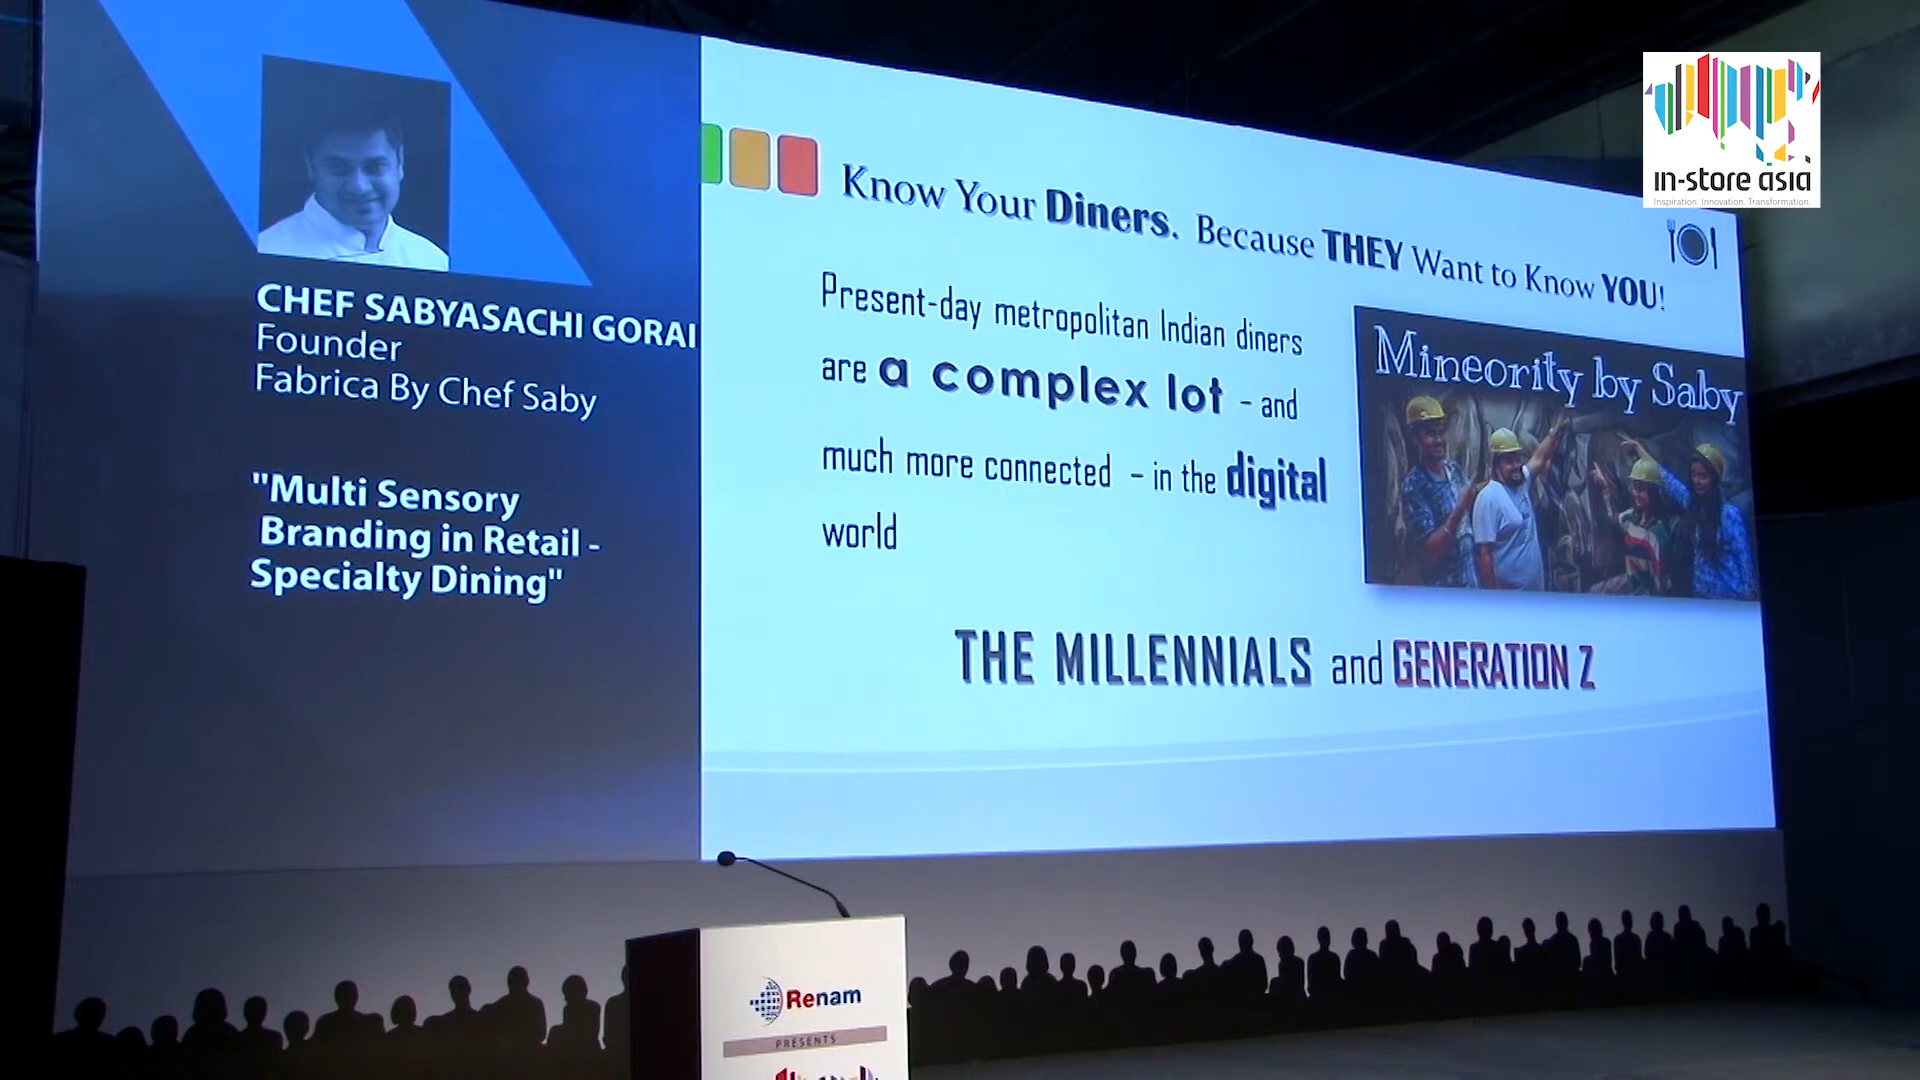 in-store asia
Inspiration. Innovation. Transformation.
CHEF SABYASACHI GORAI
Founder
Fabrica By Chef Saby
"Multi Sensory
Branding in Retail -
Specialty Dining"
Know Your Diners. Because THEY Want to Know YOU!
Present-day metropolitan Indian diners
are a complex lot – and
much more connected – in the digital
world
Mineority by Saby
THE MILLENNIALS and GENERATION Z
Renam
PRESENTS